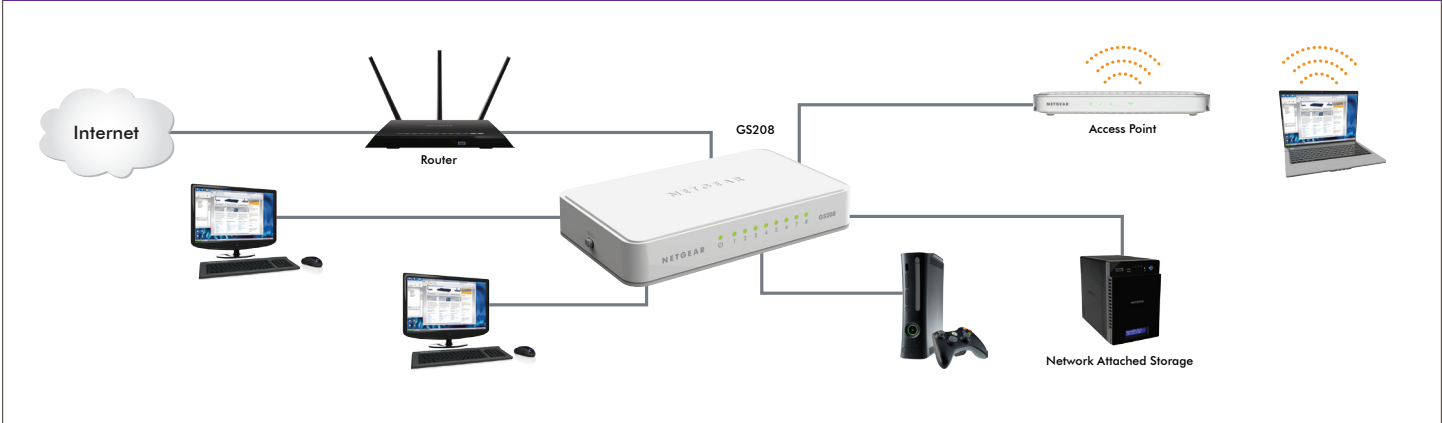 Internet
Router
GS208
NETGEAR
NETGEAR
1 2 3 4 5 6 7 8
GS208
NETGEAR
Access Point
Network Attached Storage